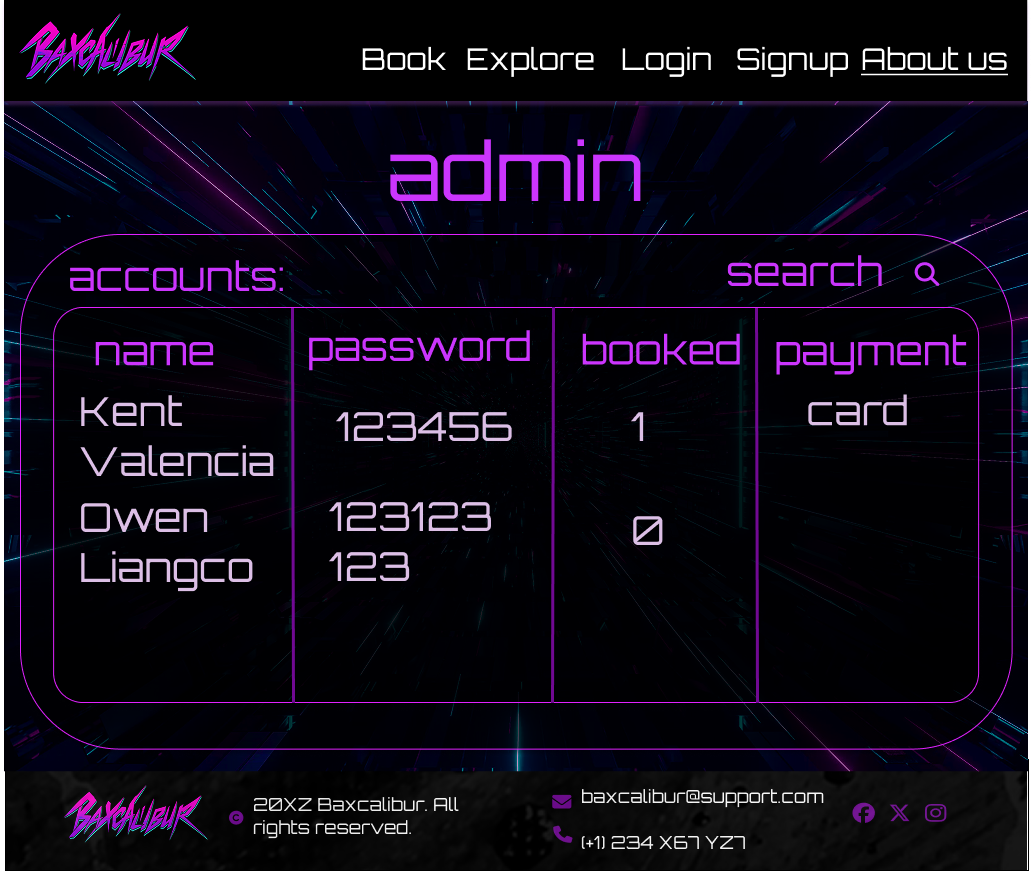 BAXCALIBUR
Book Explore Login Signup About us
admin
accounts:
search
name password booked payment
Kent
Valencia
123456
1
card
Owen
Liangco
123123
123
0
BAXCALIBUR
20XZ Baxcalibur. All
rights reserved.
baxcalibur@support.com
(+1) 234 X67 YZ7